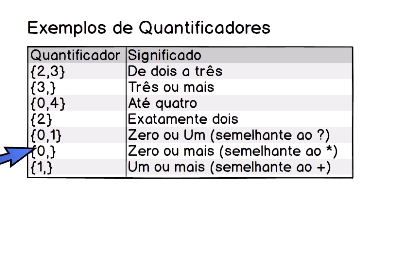 Exemplos de Quantificadores
Quantificador Significado
{2,3} De dois a três
{3,} Três ou mais
{0,4} Até quatro
{2} Exatamente dois
{0,1} Zero ou Um (semelhante ao ?)
{0,} Zero ou mais (semelhante ao *)
{1,} Um ou mais (semelhante ao +)